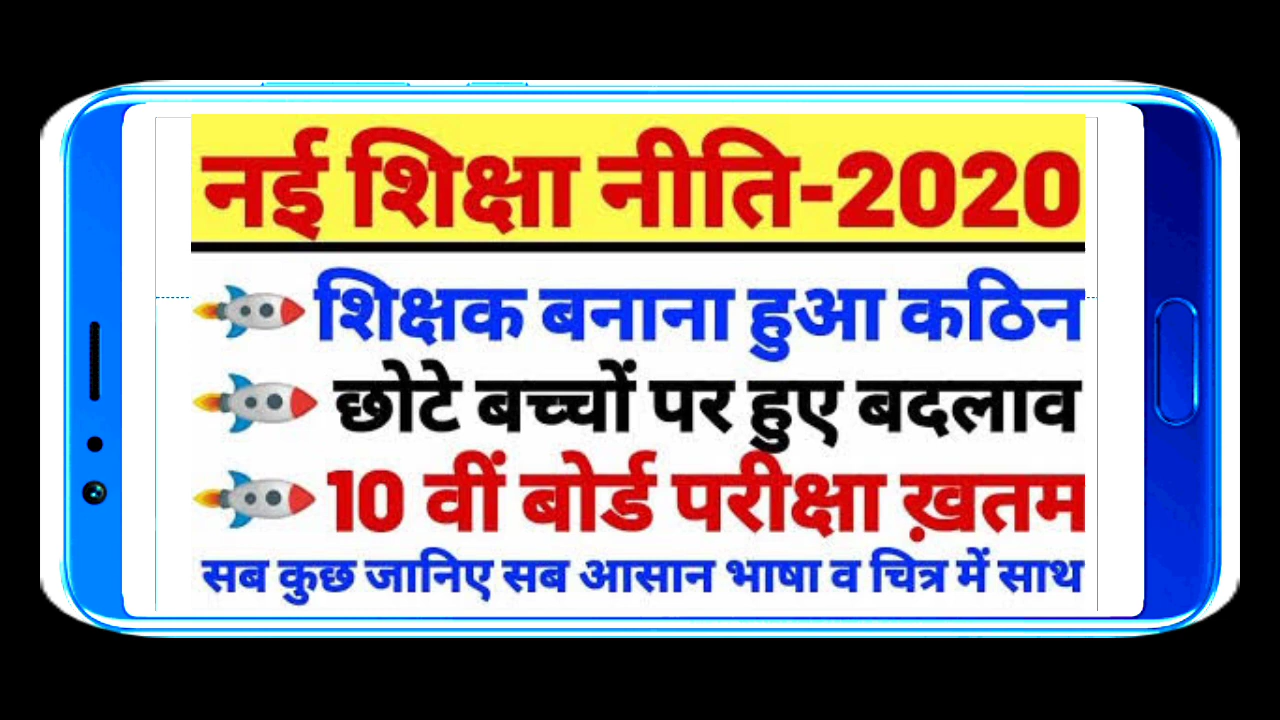 नई शिक्षा नीति-2020
शिक्षक बनाना हुआ कठिन
छोटे बच्चों पर हुए बदलाव
10 वीं बोर्ड परीक्षा ख़तम
सब कुछ जानिए सब आसान भाषा व चित्र में साथ